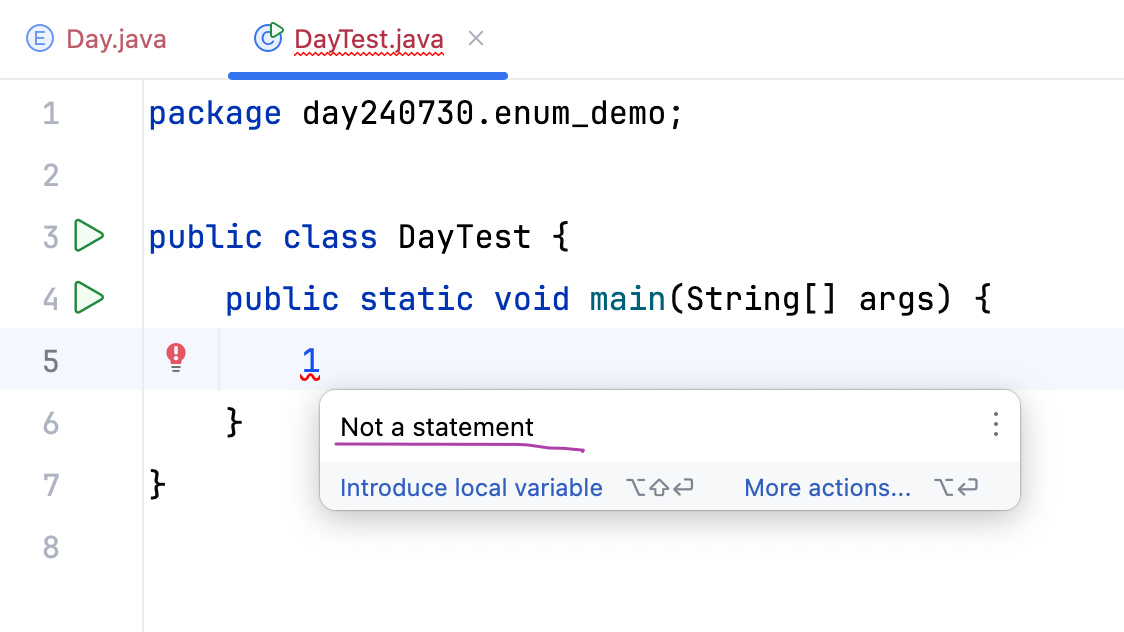 E Day.java C DayTest.java ×
1 package day240730.enum_demo;
2
3 public class DayTest {
4 public static void main(String[] args) {
5 1
6 }
7 }
8
Not a statement
Introduce local variable ⌥⇧⏎ More actions... ⌥⏎